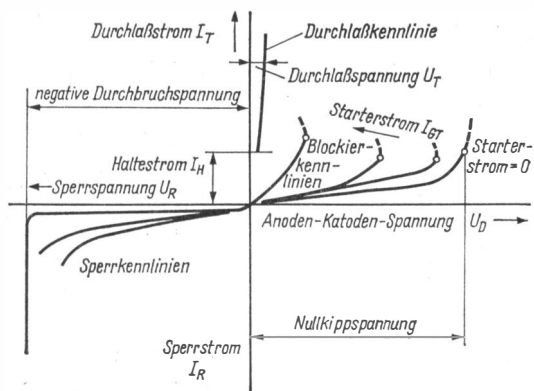 Durchlaßstrom I_T
Durchlaßkennlinie
Durchlaßspannung U_T
negative Durchbruchspannung
Starterstrom I_GT
Blockier-
kenn-
linien
Starter-
strom=0
Haltestrom I_H
Sperrspannung U_R
Anoden-Katoden-Spannung U_D
Sperrkennlinien
Nullkippspannung
Sperrstrom
I_R